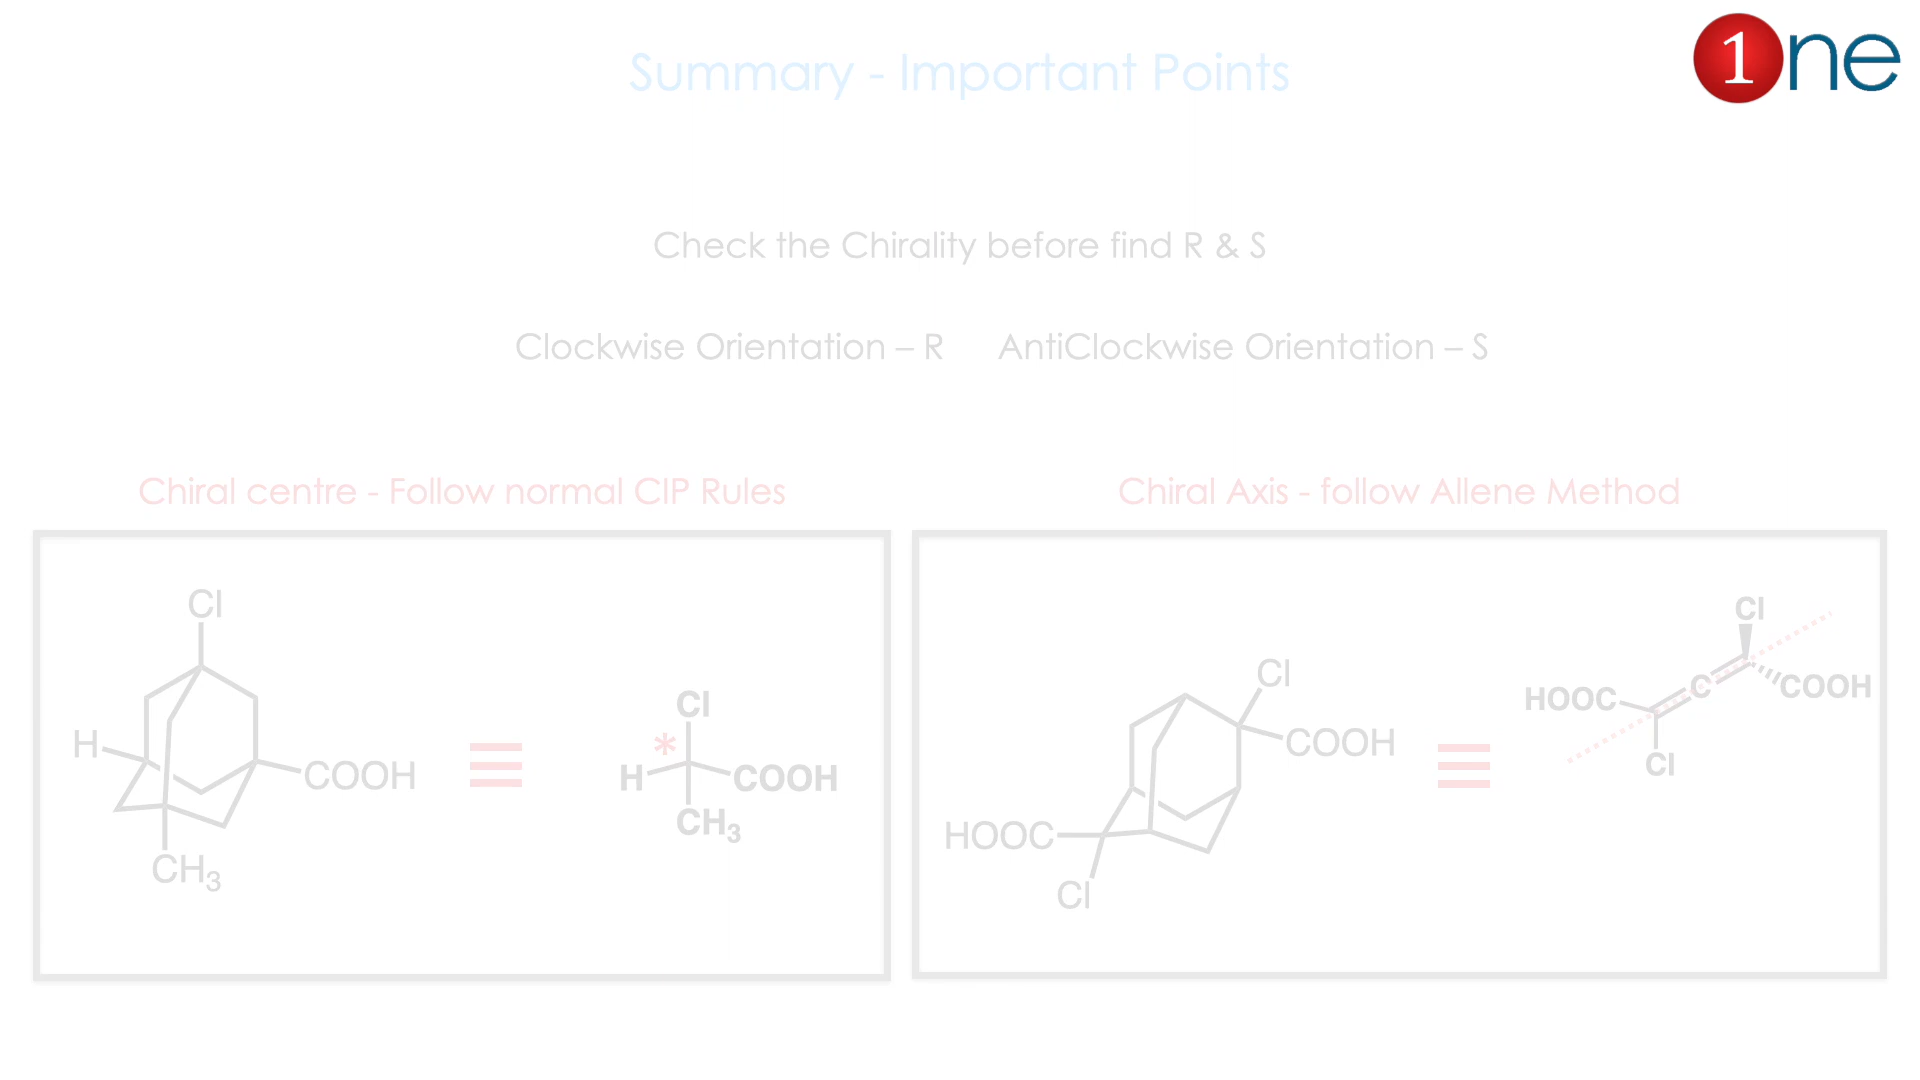 Summary - Important Points
1ne
Check the Chirality before find R & S
Clockwise Orientation – R AntiClockwise Orientation – S
Chiral centre - Follow normal CIP Rules
Chiral Axis - follow Allene Method
Cl
H
COOH
CH3
Cl
*
H
COOH
CH3
Cl
COOH
HOOC
Cl
Cl
HOOC
C
COOH
Cl